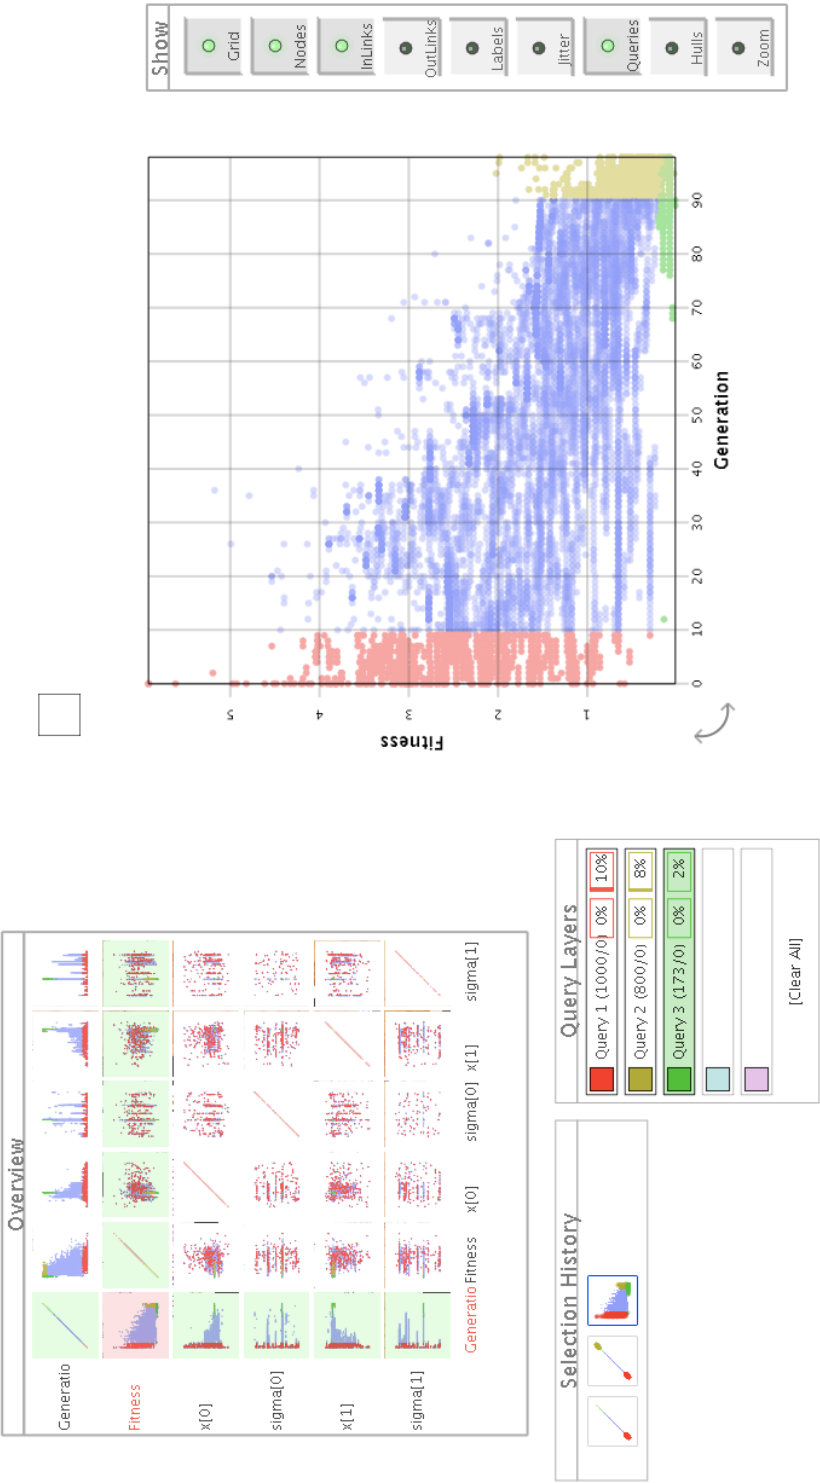 Overview
Generatio
Fitness
x[0]
sigma[0]
x[1]
sigma[1]
Generatio Fitness x[0] sigma[0] x[1] sigma[1]
Selection History
Query Layers
Query 1 (1000/0) 0% 10%
Query 2 (800/0) 0% 8%
Query 3 (173/0) 0% 2%
[Clear All]
Fitness
5
4
3
2
1
0 10 20 30 40 50 60 70 80 90
Generation
Show
Grid
Nodes
InLinks
OutLinks
Labels
Jitter
Queries
Hulls
Zoom